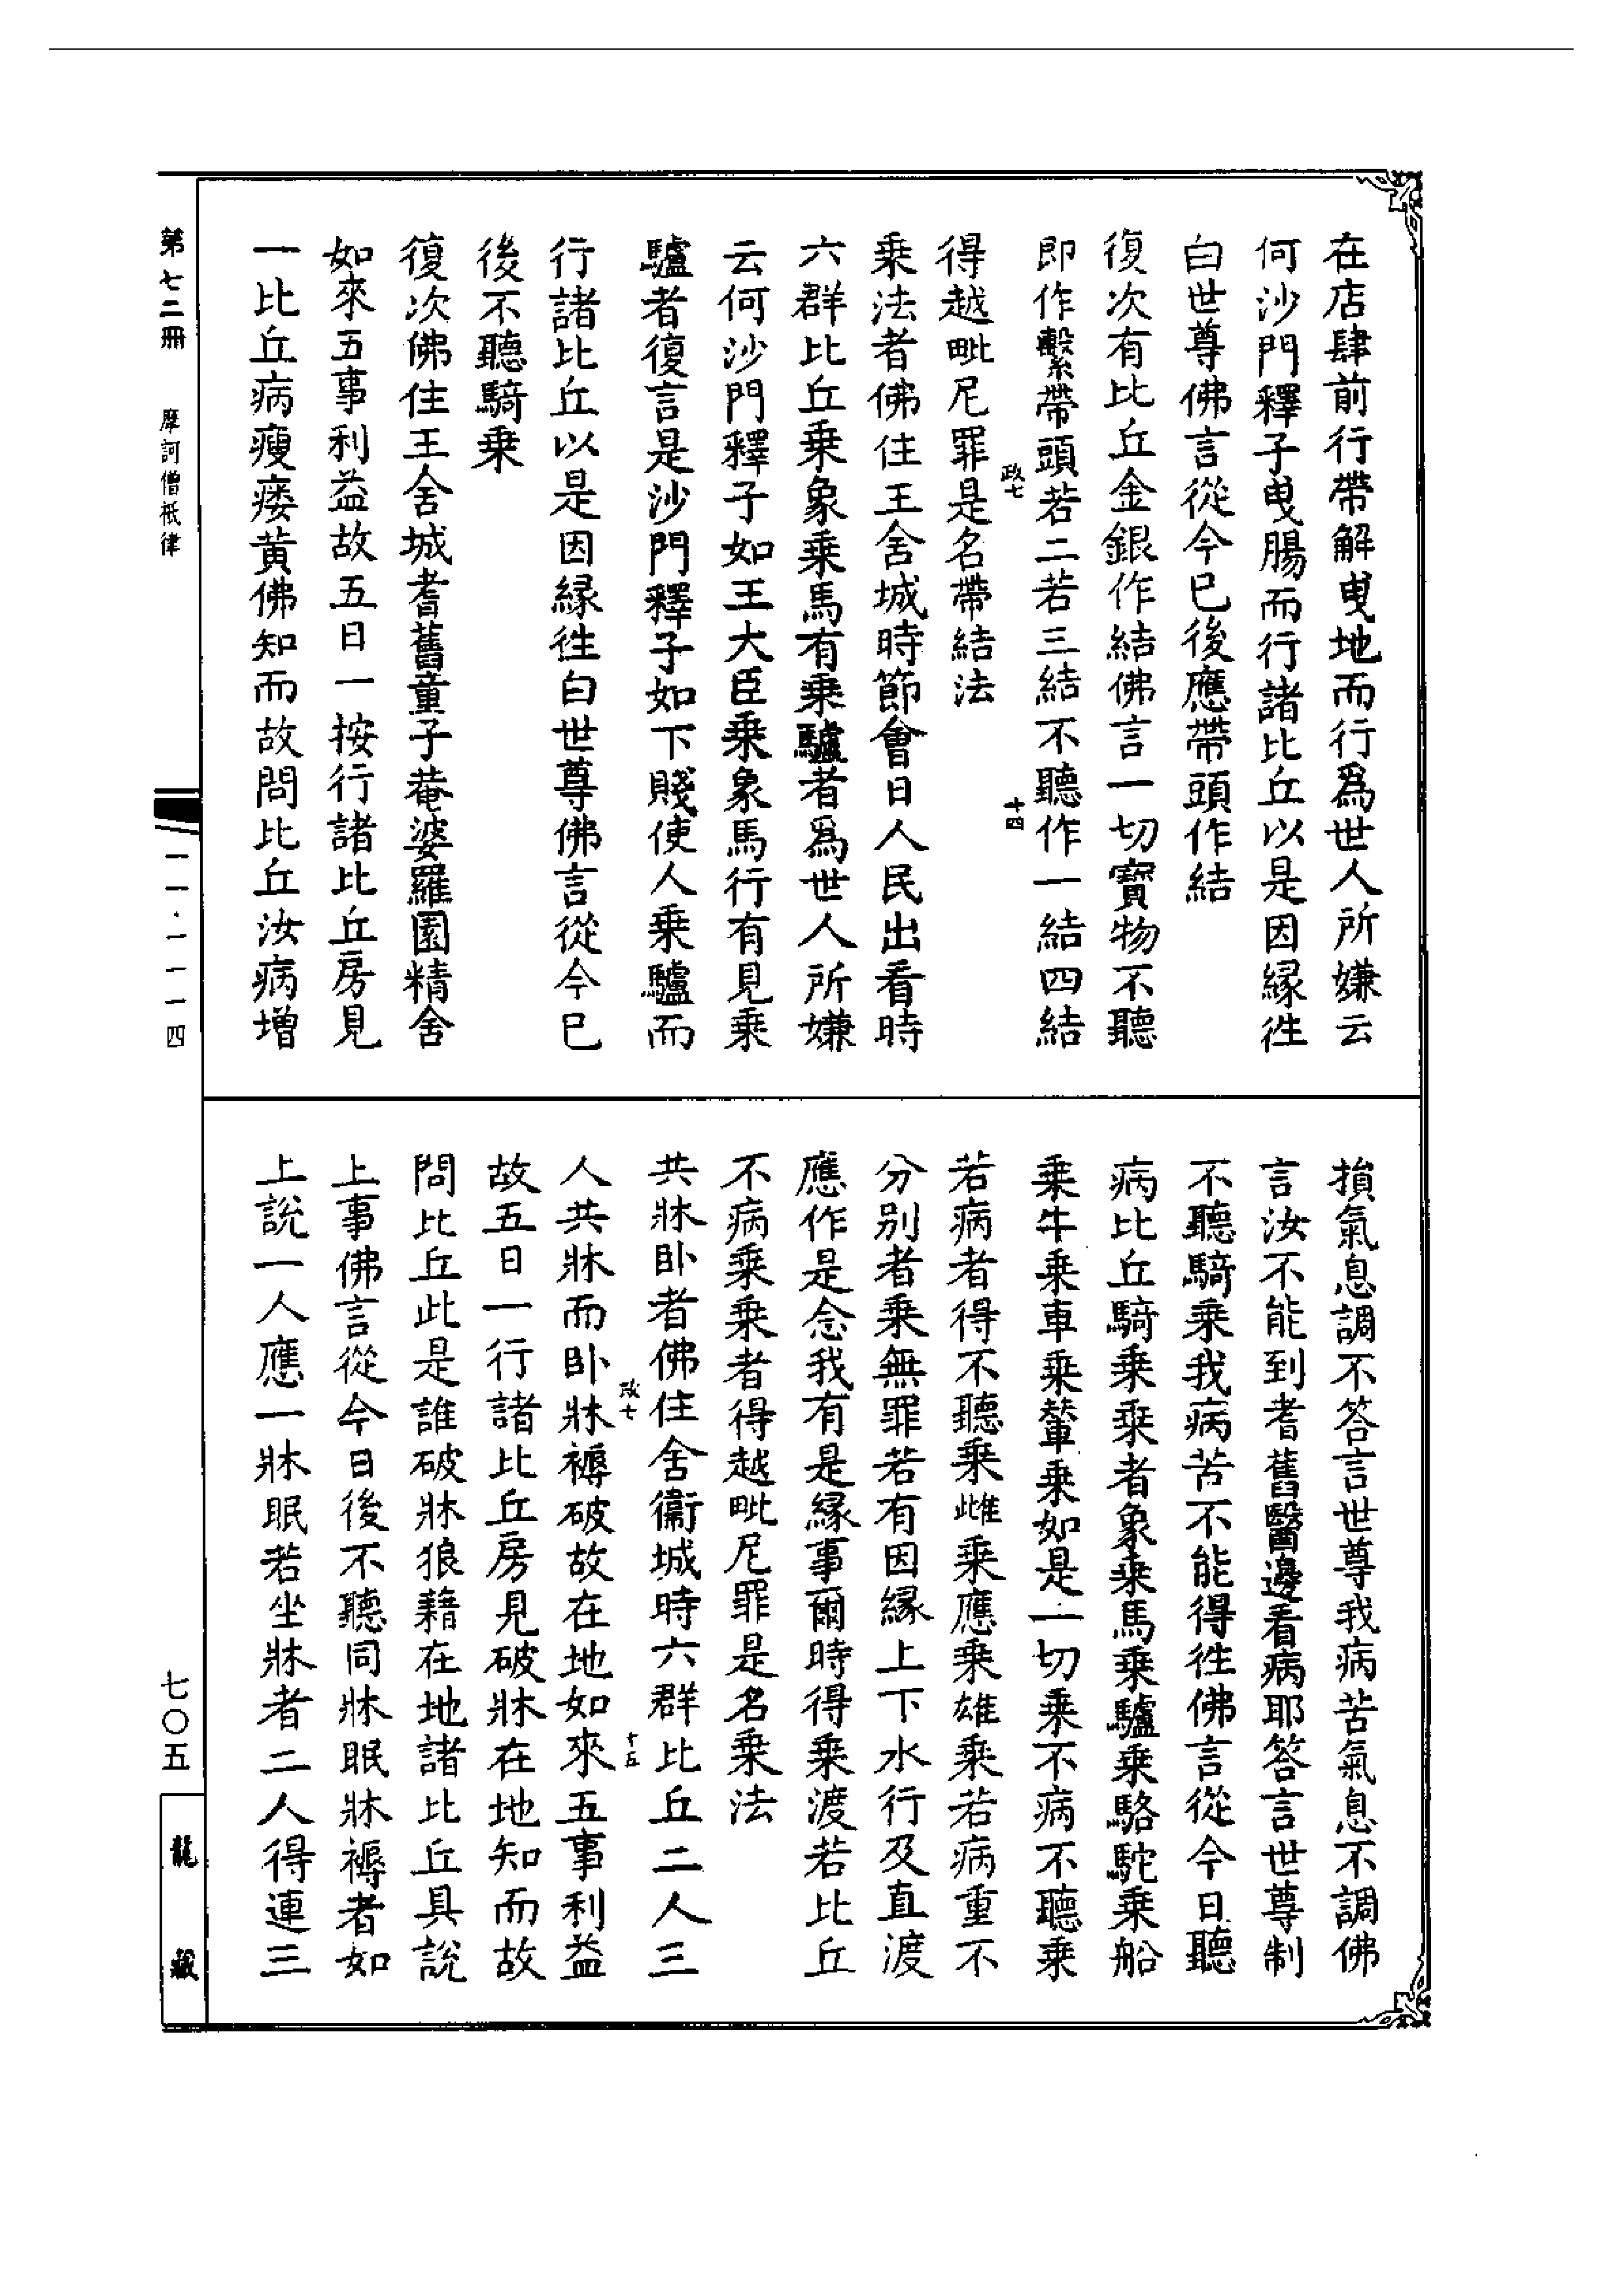 在店肆前行帶解曳地而行爲世人所嫌云
何沙門釋子曳腸而行諸比丘以是因緣徃
白世尊佛言從今已後應帶頭作結
復次有比丘金銀作結佛言一切寶物不聽
即作繫帶頭若二若三結不聽作一結四結
政七
十四
得越毗尼罪是名帶結法
乘法者佛住王舍城時節會日人民出看時
六群比丘乘象乘馬有乘驢者爲世人所嫌
云何沙門釋子如王大臣乘象馬行有見乘
驢者復言是沙門釋子如下賤使人乘驢而
行諸比丘以是因緣徃白世尊佛言從今已
後不聽騎乘
復次佛住王舍城耆舊童子菴婆羅園精舍
如來五事利益故五日一按行諸比丘房見
一比丘病瘦痿黃佛知而故問比丘汝病增
損氣息調不答言世尊我病苦氣息不調佛
言汝不能到耆舊醫邊看病耶答言世尊制
不聽騎乘我病苦不能得徃佛言從今日聽
病比丘騎乘乘者象乘馬乘驢乘駱駝乘船
乘牛乘車乘輦乘如是一切乘不病不聽乘
若病者得不聽乘雌乘應乘雄乘若病重不
分別者乘無罪若有因緣上下水行及直渡
應作是念我有是緣事爾時得乘渡若比丘
不病乘乘者得越毗尼罪是名乘法
共牀卧者佛住舍衞城時六群比丘二人三
政七
十五
人共牀而卧牀褥破故在地如來五事利益
故五日一行諸比丘房見破牀在地知而故
問比丘此是誰破牀狼藉在地諸比丘具說
上事佛言從今日後不聽同牀眠牀褥者如
上說一人應一牀眠若坐牀者二人得連三
第七二冊
摩訶僧祇律
一一·一一一四
七〇五
龍藏